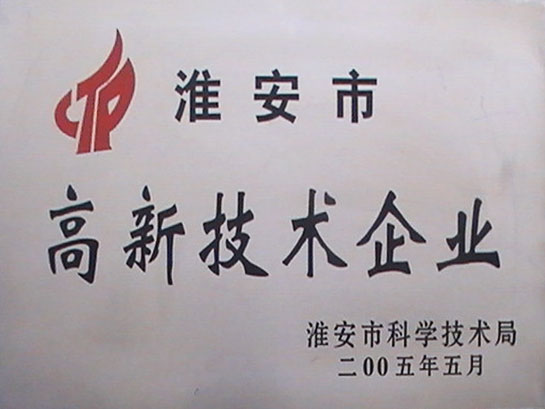 淮安市
高新技术企业
淮安市科学技术局
二00五年五月